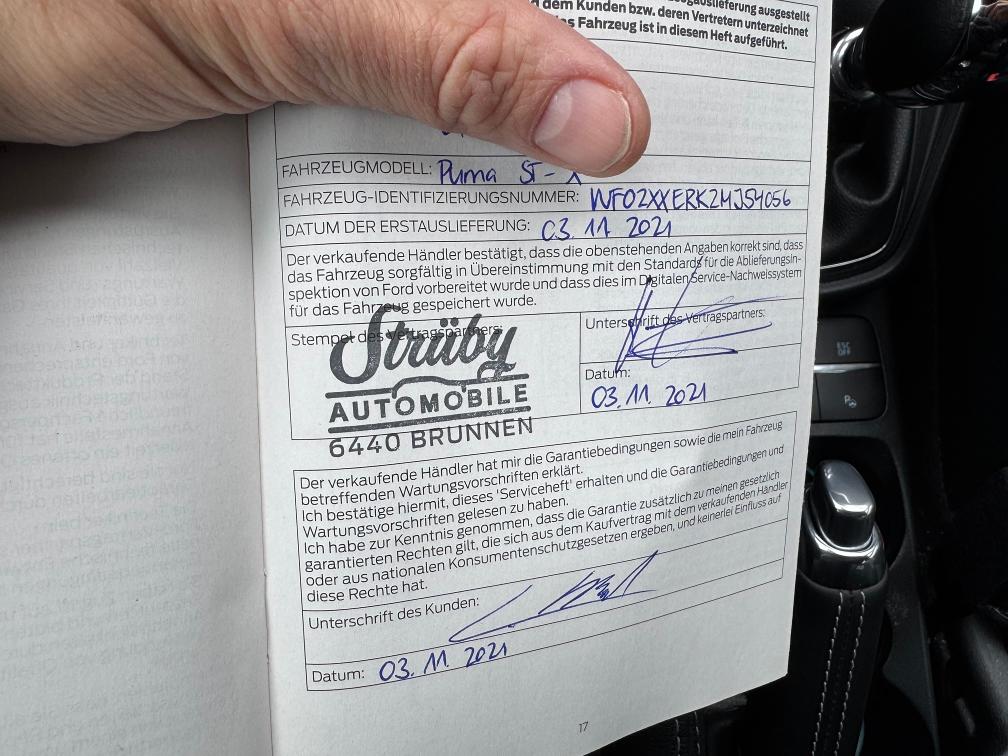 auslieferung ausgestellt
dem Kunden bzw. deren Vertretern unterzeichnet
Fahrzeug ist in diesem Heft aufgeführt.
FAHRZEUGMODELL: Puma ST-X
FAHRZEUG-IDENTIFIZIERUNGSNUMMER: WF02XXERK2MJS4056
DATUM DER ERSTAUSLIEFERUNG: 03. 11 2021
Der verkaufende Händler bestätigt, dass die obenstehenden Angaben korrekt sind, dass
das Fahrzeug sorgfältig in Übereinstimmung mit den Standards für die Ablieferungsin-
spektion von Ford vorbereitet wurde und dass dies im Digitalen Service-Nachweissystem
für das Fahrzeug gespeichert wurde.
Stempel des Vertragspartners:
Sträby
AUTOMOBILE
6440 BRUNNEN
Unterschrift des Vertragspartners:
Datum:
03. 11. 2021
Der verkaufende Händler hat mir die Garantiebedingungen sowie die mein Fahrzeug
betreffenden Wartungsvorschriften erklärt.
Ich bestätige hiermit, dieses 'Serviceheft' erhalten und die Garantiebedingungen und
Wartungsvorschriften gelesen zu haben.
Ich habe zur Kenntnis genommen, dass die Garantie zusätzlich zu meinen gesetzlich
garantierten Rechten gilt, die sich aus dem Kaufvertrag mit dem verkaufenden Händler
oder aus nationalen Konsumentenschutzgesetzen ergeben, und keinerlei Einfluss auf
diese Rechte hat.
Unterschrift des Kunden:
Datum: 03. 11. 2021
17
OFF